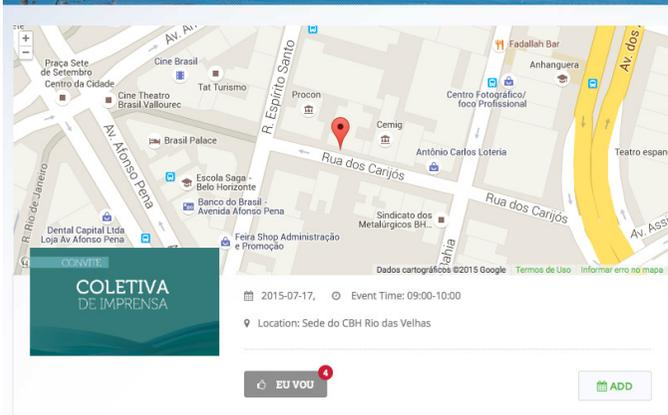 +
−
Av. dos
Fadallah Bar
Praça Sete
de Setembro
Centro da Cidade
Cine Brasil
Cine Theatro
Brasil Vallourec
Tat Turismo
R. Espírito Santo
Procon
Cemig
Centro Fotográfico/
foco Profissional
Anhanguera
Av. Afonso Pena
Brasil Palace
Rua dos Carijós
Antônio Carlos Loteria
Teatro espan
R. Rio de Janeiro
Escola Saga -
Belo Horizonte
Banco do Brasil -
Avenida Afonso Pena
Rua dos Carijós
Sindicato dos
Metalúrgicos BH...
Av. Ass
Dental Capital Ltda
Loja Av Afonso Pena
Feira Shop Administração
e Promoção
Bahia
Dados cartográficos ©2015 Google
Termos de Uso
Informar erro no mapa
CONVITE
COLETIVA
DE IMPRENSA
2015-07-17,
Event Time: 09:00-10:00
Location: Sede do CBH Rio das Velhas
EU VOU
4
ADD